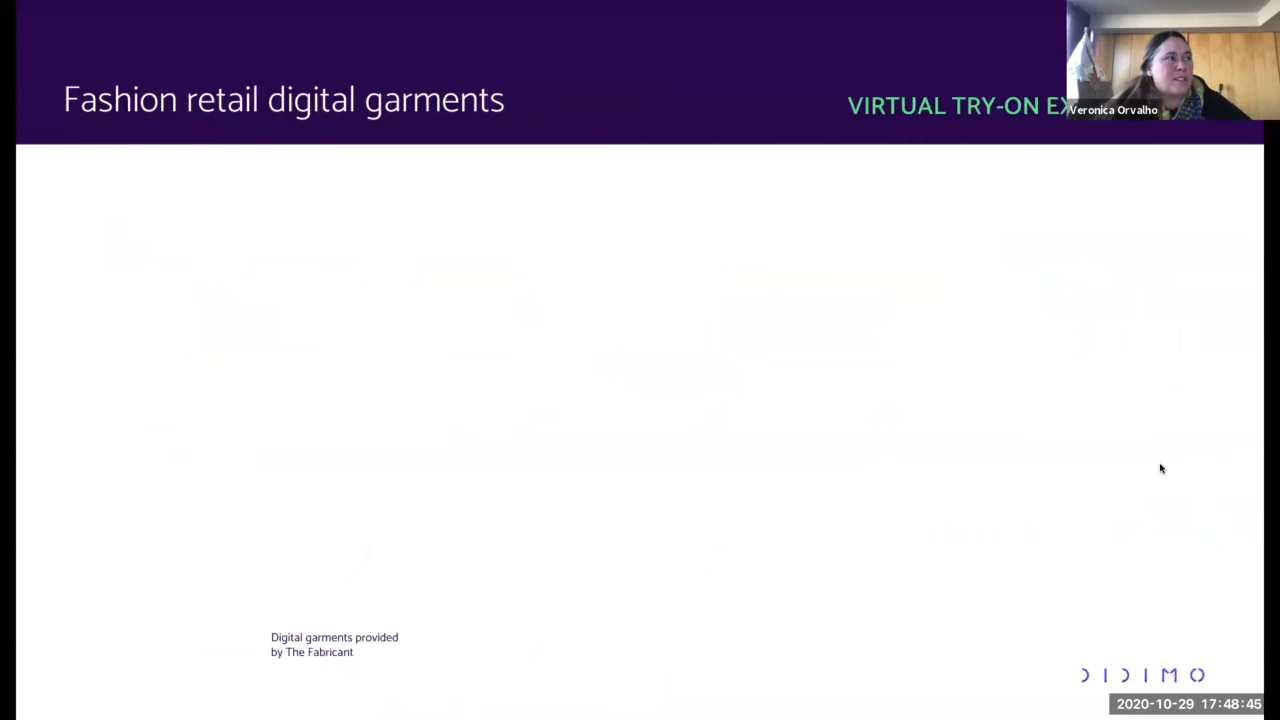 Fashion retail digital garments
VIRTUAL TRY-ON EX
Veronica Orvalho
Digital garments provided
by The Fabricant
DIDIMO
2020-10-29 17:48:45